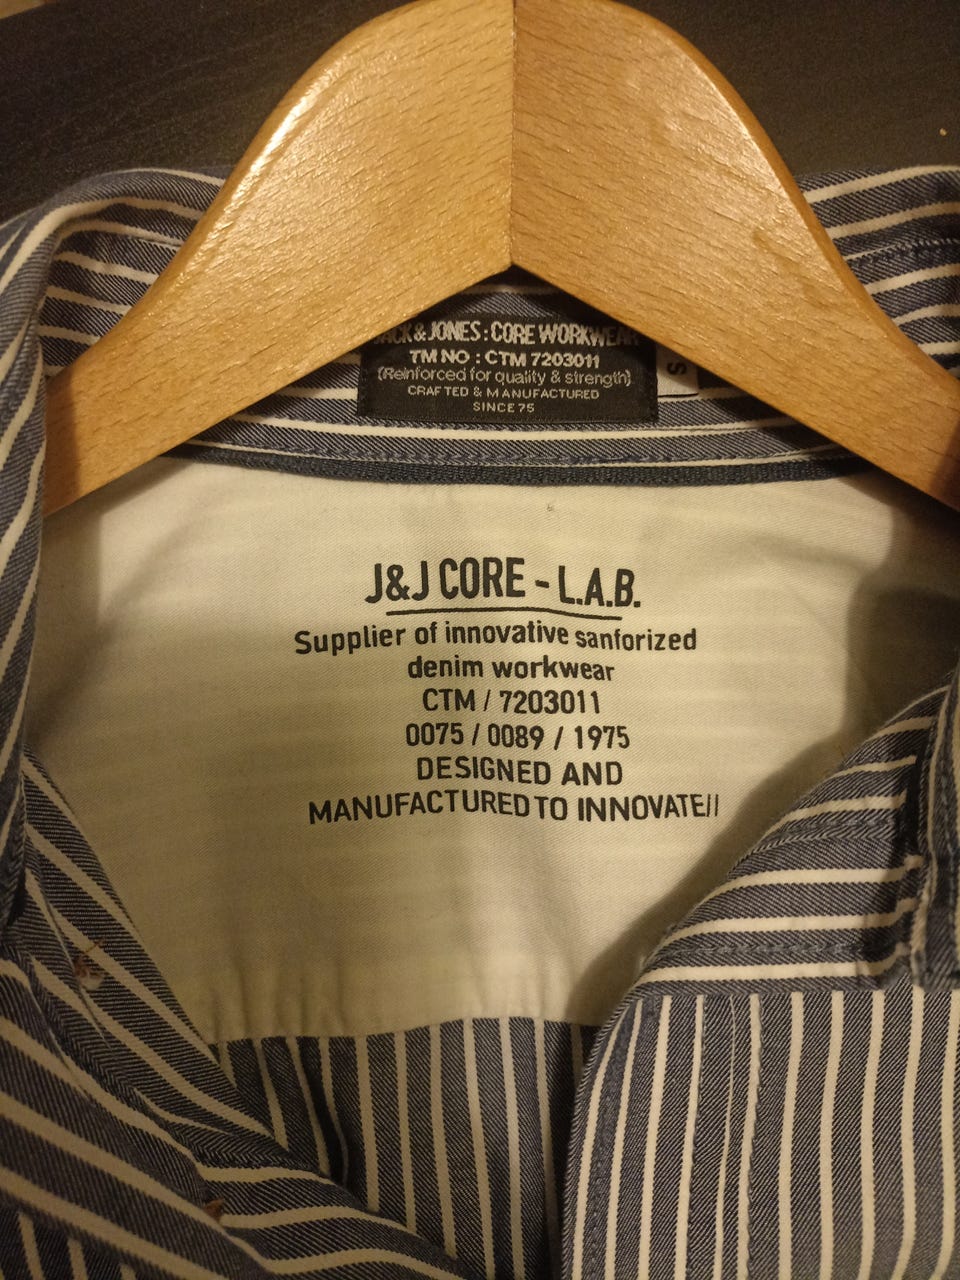 JACK & JONES : CORE WORKWEAR
TM NO : CTM 7203011
(Reinforced for quality & strength)
CRAFTED & MANUFACTURED
SINCE 75
S
J&J CORE - L.A.B.
Supplier of innovative sanforized
denim workwear
CTM / 7203011
0075 / 0089 / 1975
DESIGNED AND
MANUFACTURED TO INNOVATE//